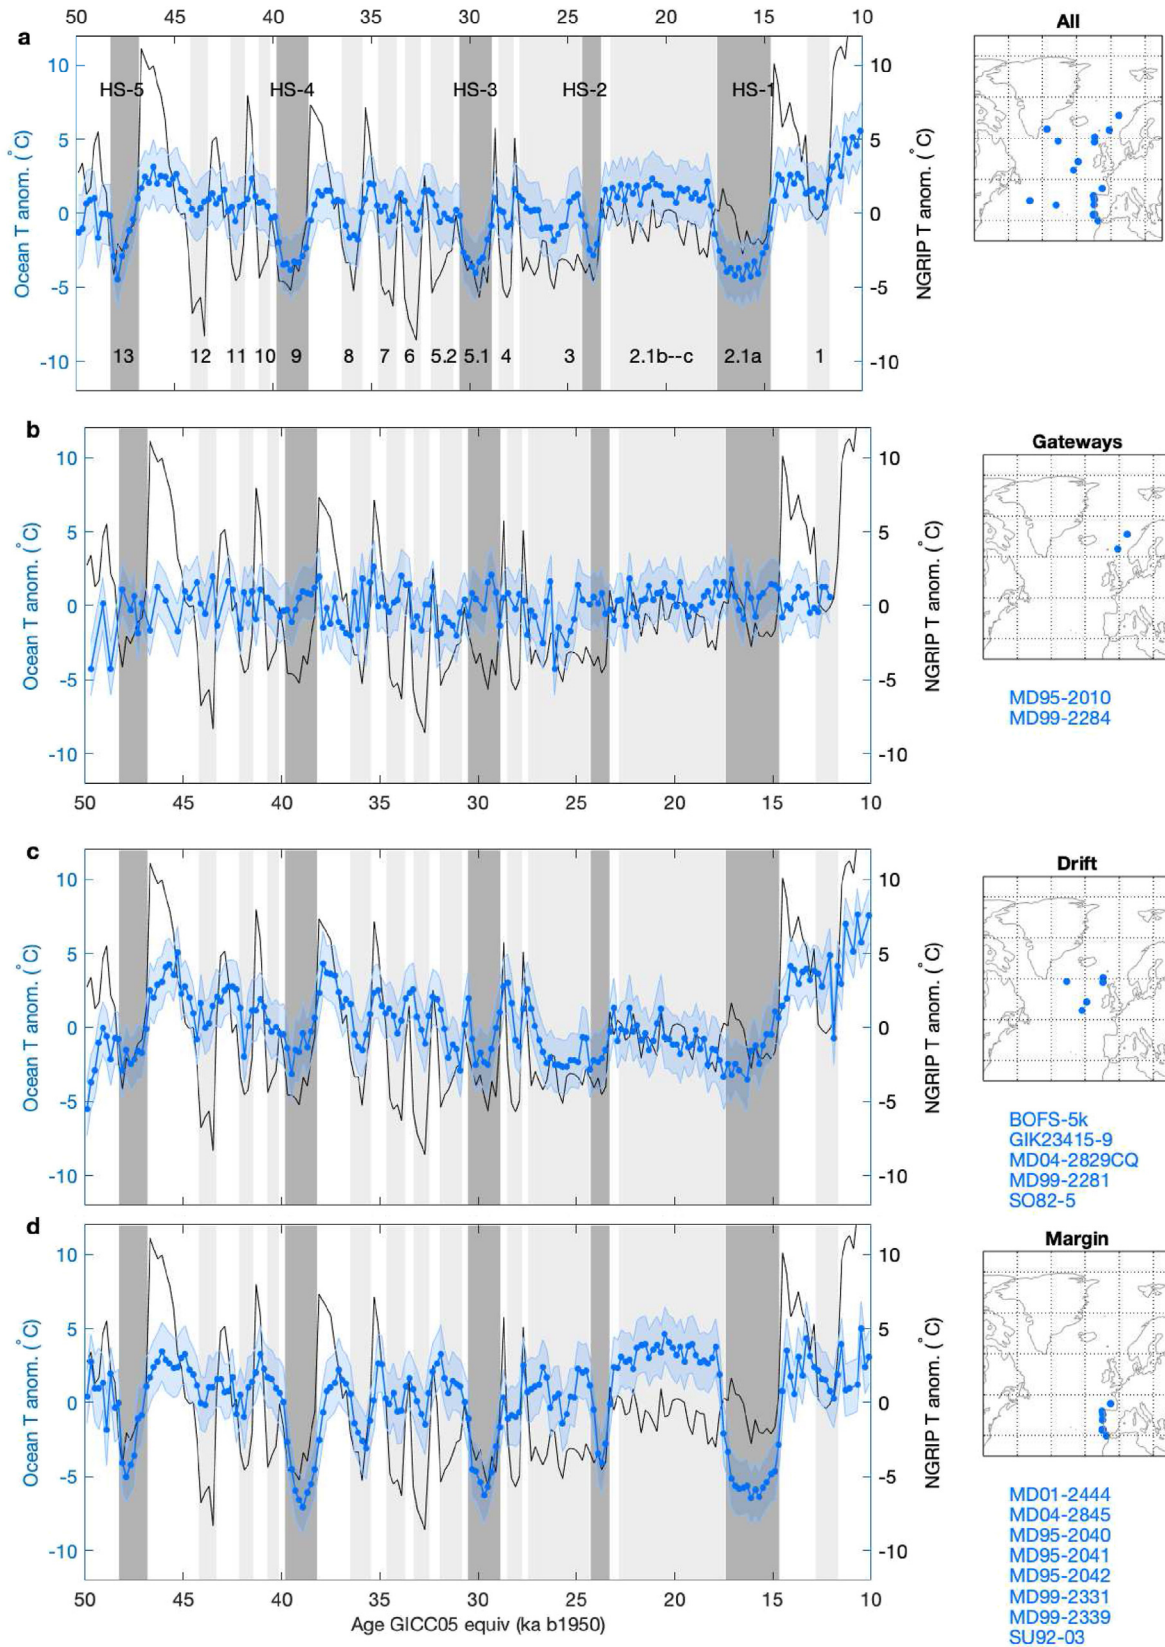 50 45 40 35 30 25 20 15 10
a
All
10 10
HS-5 HS-4 HS-3 HS-2 HS-1
5 5
0 0
-5 -5
-10 -10
Ocean T anom. (°C)
NGRIP T anom. (°C)
13 12 11 10 9 8 7 6 5.2 5.1 4 3 2.1b--c 2.1a 1
b
Gateways
10 10
5 5
0 0
-5 -5
-10 -10
Ocean T anom. (°C)
NGRIP T anom. (°C)
50 45 40 35 30 25 20 15 10
MD95-2010
MD99-2284
c
Drift
10 10
5 5
0 0
-5 -5
-10 -10
Ocean T anom. (°C)
NGRIP T anom. (°C)
BOFS-5k
GIK23415-9
MD04-2829CQ
MD99-2281
SO82-5
d
Margin
10 10
5 5
0 0
-5 -5
-10 -10
Ocean T anom. (°C)
NGRIP T anom. (°C)
50 45 40 35 30 25 20 15 10
Age GICC05 equiv (ka b1950)
MD01-2444
MD04-2845
MD95-2040
MD95-2041
MD95-2042
MD99-2331
MD99-2339
SU92-03